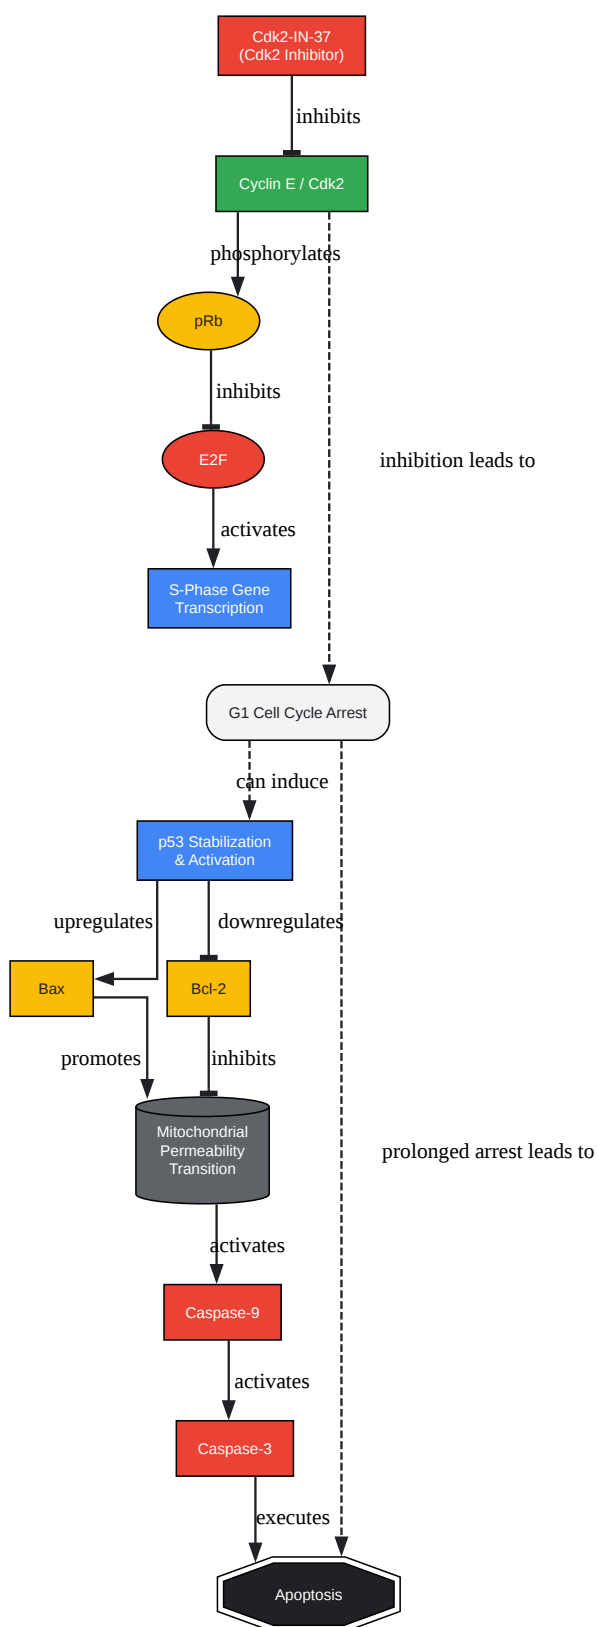 Cdk2-IN-37
(Cdk2 Inhibitor)
inhibits
Cyclin E / Cdk2
phosphorylates
pRb
inhibits
E2F
inhibition leads to
activates
S-Phase Gene
Transcription
G1 Cell Cycle Arrest
can induce
p53 Stabilization
& Activation
upregulates
downregulates
Bax
Bcl-2
promotes
inhibits
Mitochondrial
Permeability
Transition
prolonged arrest leads to
activates
Caspase-9
activates
Caspase-3
executes
Apoptosis